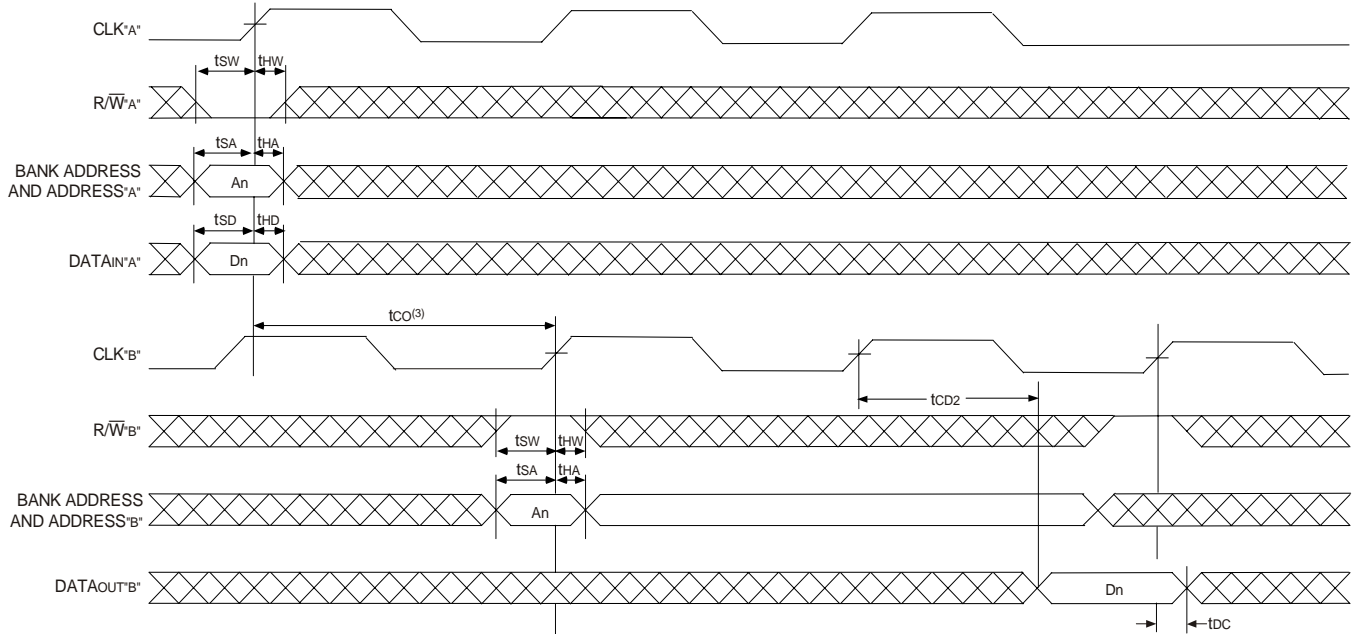 CLK"A"
tSW tHW
R/W̅"A"
tSA tHA
BANK ADDRESS
AND ADDRESS"A"
An
tSD tHD
DATAIN"A"
Dn
tCO(3)
CLK"B"
tCD2
R/W̅"B"
tSW tHW
tSA tHA
BANK ADDRESS
AND ADDRESS"B"
An
DATAOUT"B"
Dn
tDC